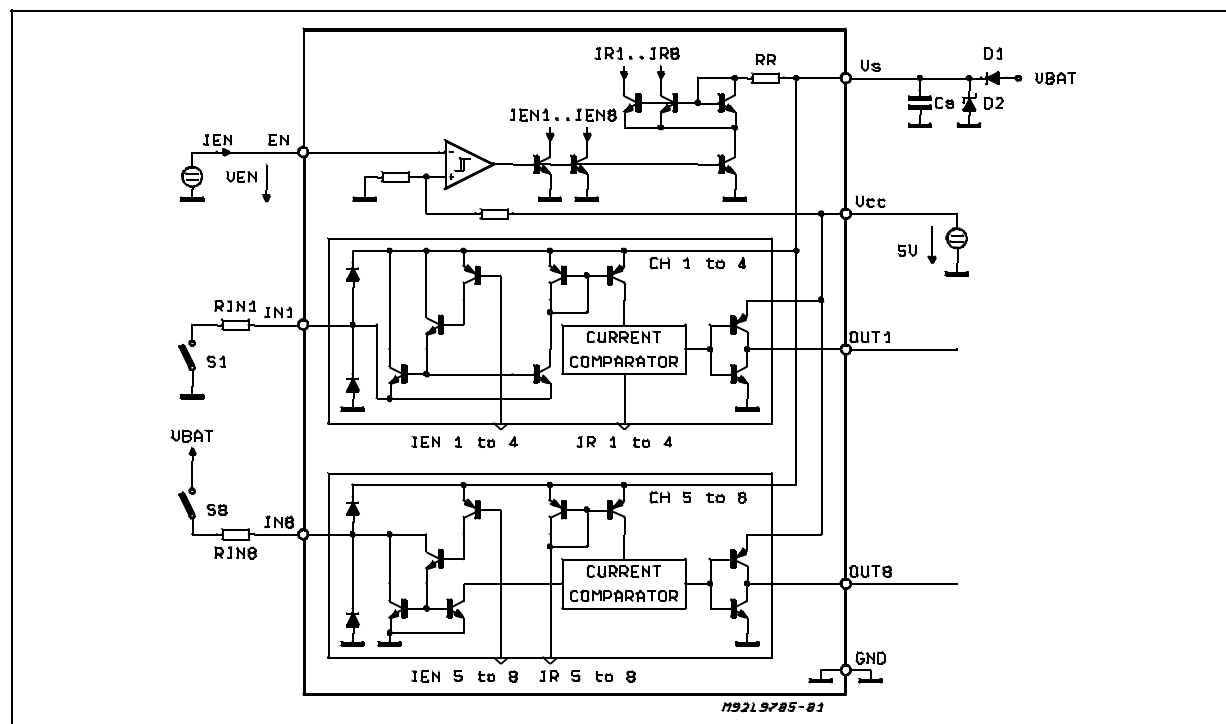 IR1..IR8
RR
Vs
D1
VBAT
Cs
D2
IEN1..IEN8
IEN
EN
VEN
Vcc
5V
CH 1 to 4
RIN1
IN1
S1
CURRENT
COMPARATOR
OUT1
IEN 1 to 4
IR 1 to 4
VBAT
CH 5 to 8
S8
IN8
RIN8
CURRENT
COMPARATOR
OUT8
IEN 5 to 8
IR 5 to 8
GND
M92L9705-01